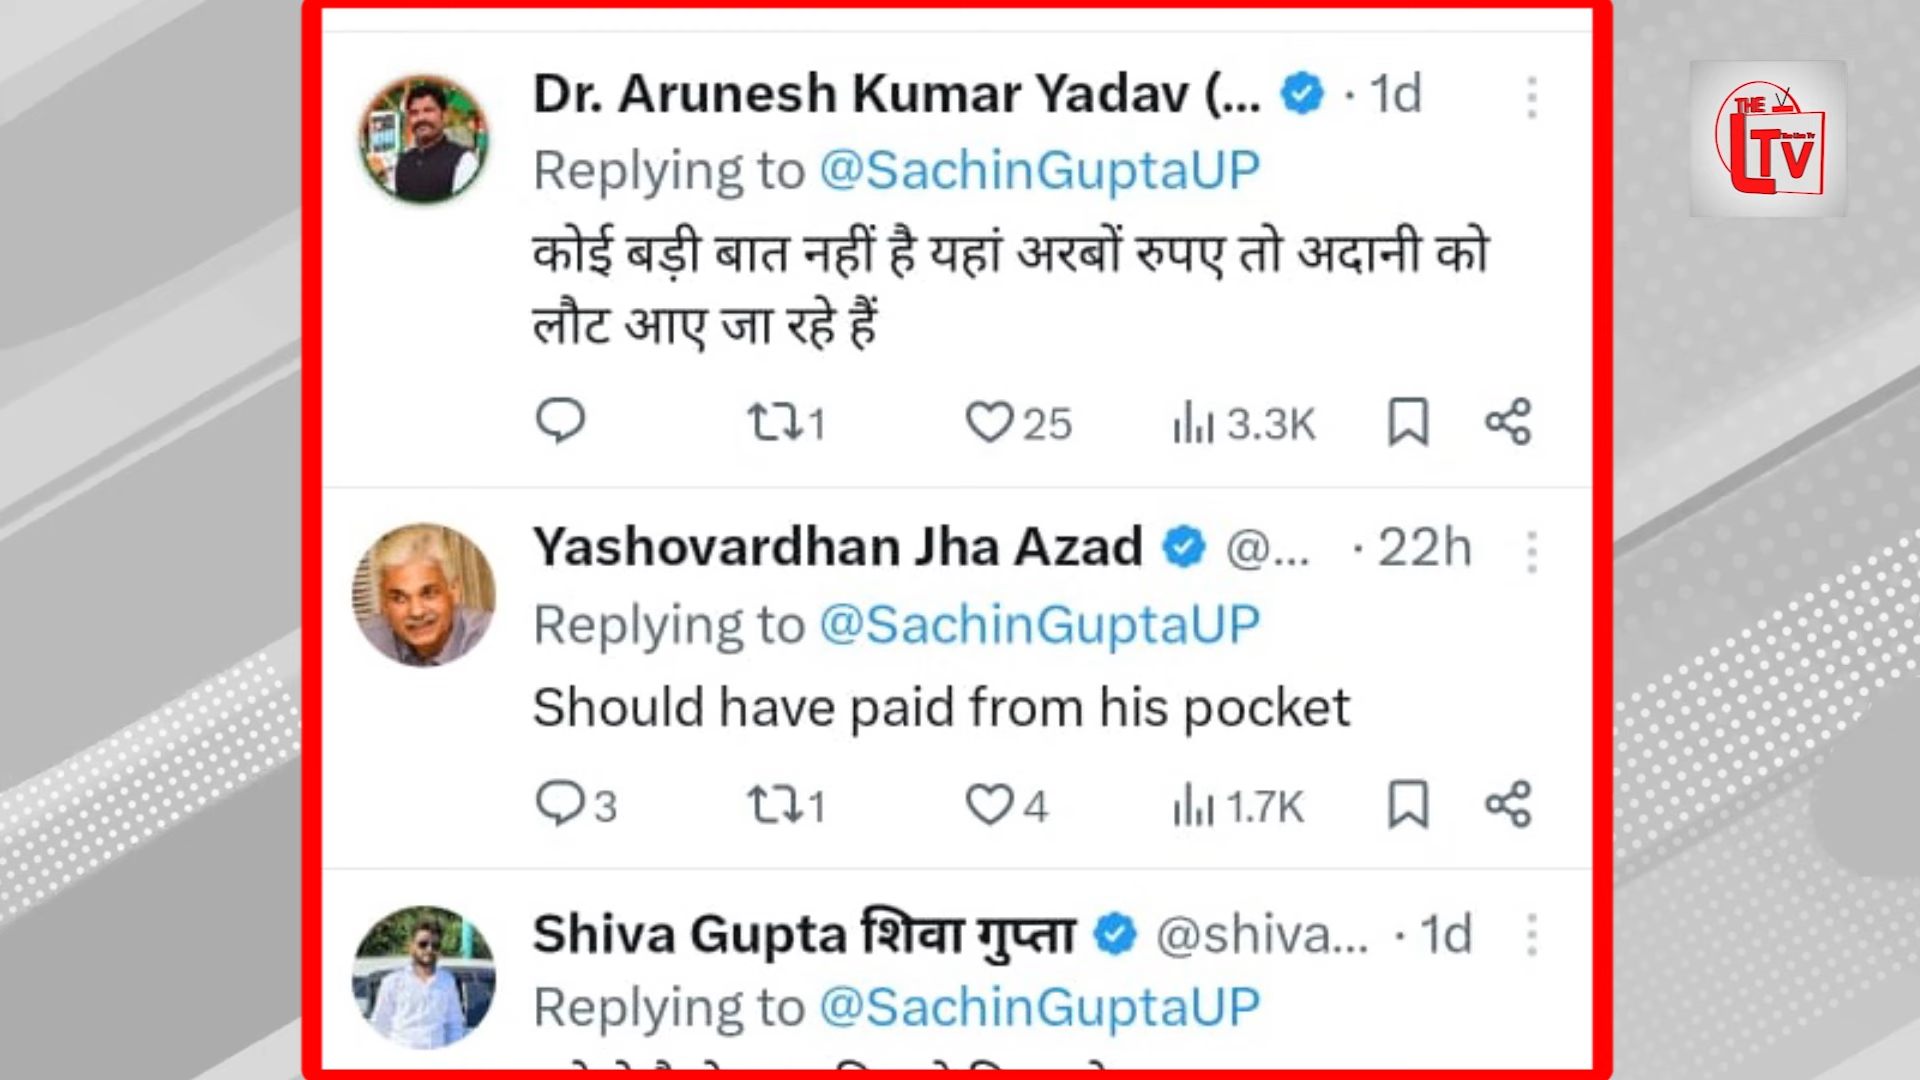 Dr. Arunesh Kumar Yadav (... · 1d
Replying to @SachinGuptaUP
कोई बड़ी बात नहीं है यहां अरबों रुपए तो अदानी को
लौट आए जा रहे हैं
1 25 3.3K
Yashovardhan Jha Azad @... · 22h
Replying to @SachinGuptaUP
Should have paid from his pocket
3 1 4 1.7K
Shiva Gupta शिवा गुप्ता @shiva... · 1d
Replying to @SachinGuptaUP
THE
LTV